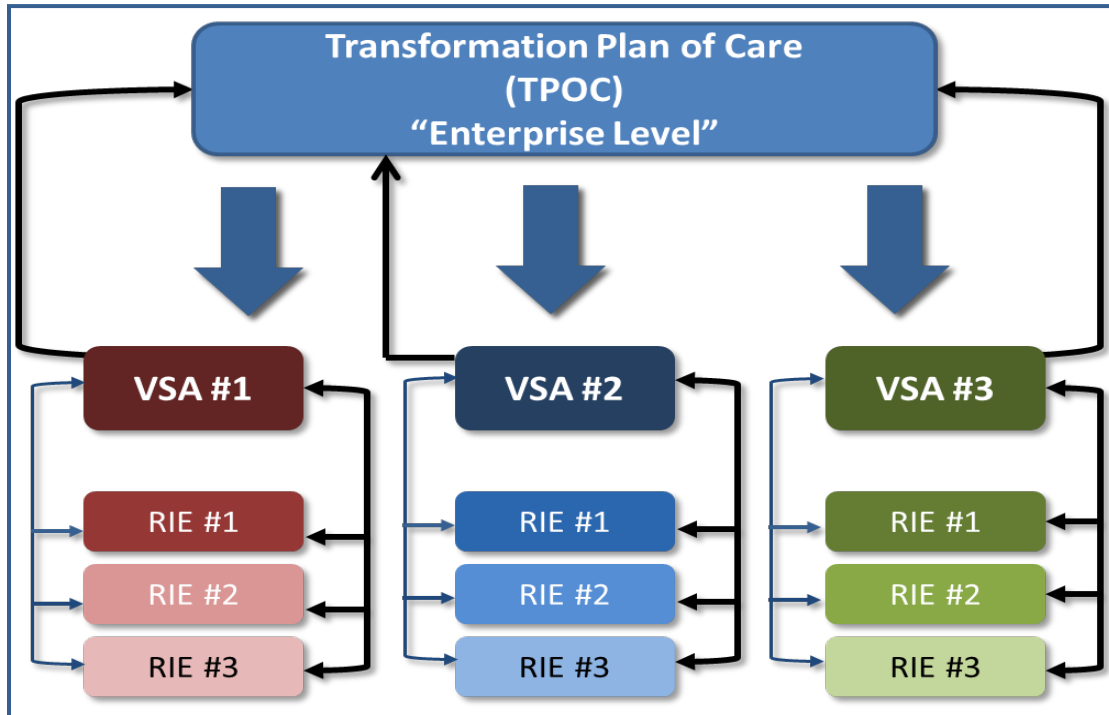 Transformation Plan of Care
(TPOC)
“Enterprise Level”
VSA #1
VSA #2
VSA #3
RIE #1
RIE #1
RIE #1
RIE #2
RIE #2
RIE #2
RIE #3
RIE #3
RIE #3